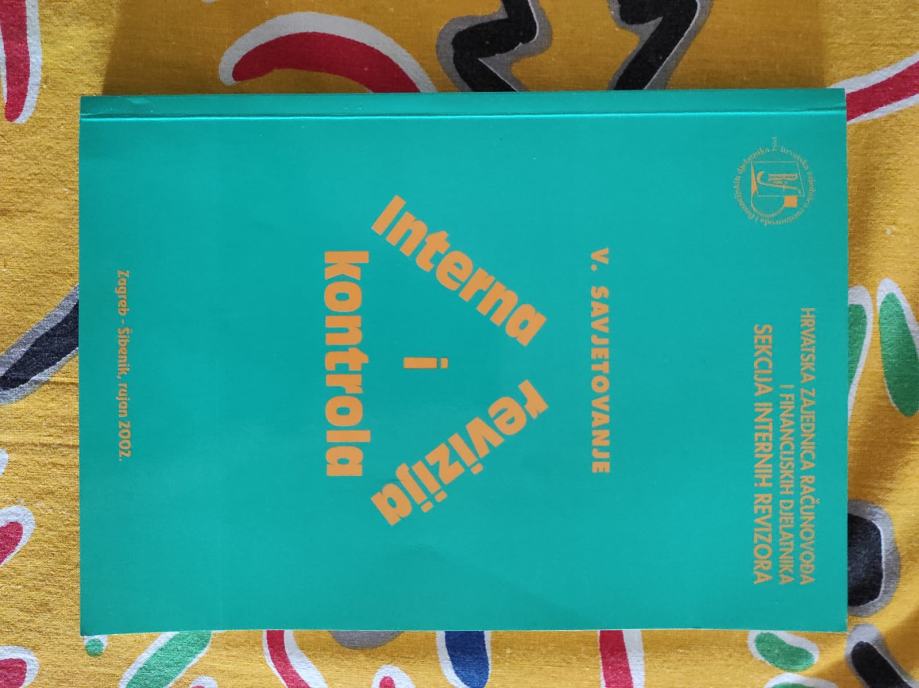 HRVATSKA ZAJEDNICA RAČUNOVOĐA
I FINANCIJSKIH DJELATNIKA
SEKCIJA INTERNIH REVIZORA
V. SAVJETOVANJE
Interna
revizija
i
kontrola
Zagreb - Šibenik, rujan 2002.